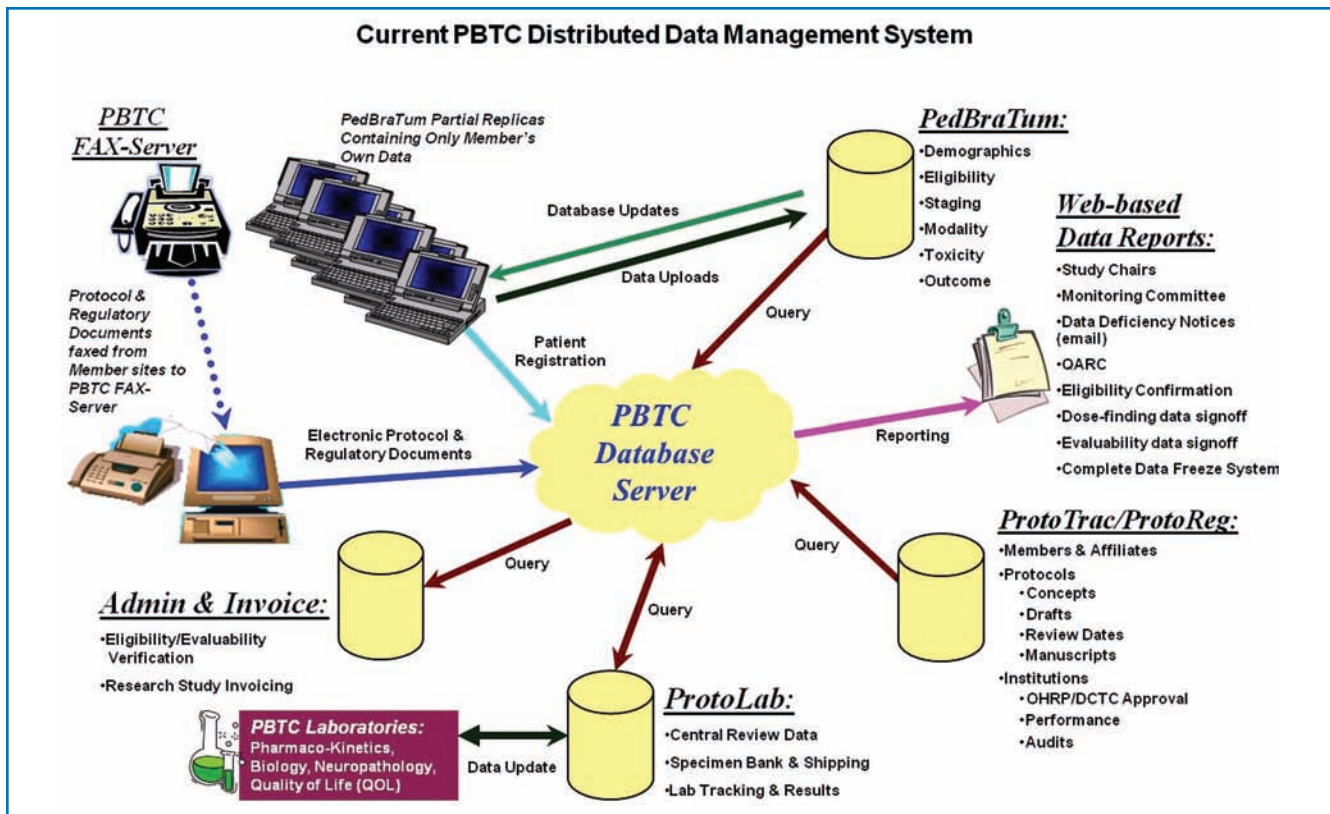 Current PBTC Distributed Data Management System
PBTC
FAX-Server
PedBraTum Partial Replicas
Containing Only Member's
Own Data
Database Updates
Data Uploads
PedBraTum:
•Demographics
•Eligibility
•Staging
•Modality
•Toxicity
•Outcome
Web-based
Data Reports:
•Study Chairs
•Monitoring Committee
•Data Deficiency Notices
(email)
•QARC
•Eligibility Confirmation
•Dose-finding data signoff
•Evaluability data signoff
•Complete Data Freeze System
Protocol &
Regulatory
Documents
faxed from
Member sites to
PBTC FAX-
Server
Patient
Registration
Query
Electronic Protocol &
Regulatory Documents
PBTC
Database
Server
Reporting
Query
Query
Query
Admin & Invoice:
•Eligibility/Evaluability
Verification
•Research Study Invoicing
ProtoTrac/ProtoReg:
•Members & Affiliates
•Protocols
•Concepts
•Drafts
•Review Dates
•Manuscripts
•Institutions
•OHRP/DCTC Approval
•Performance
•Audits
PBTC Laboratories:
Pharmaco-Kinetics,
Biology, Neuropathology,
Quality of Life (QOL)
Data Update
ProtoLab:
•Central Review Data
•Specimen Bank & Shipping
•Lab Tracking & Results